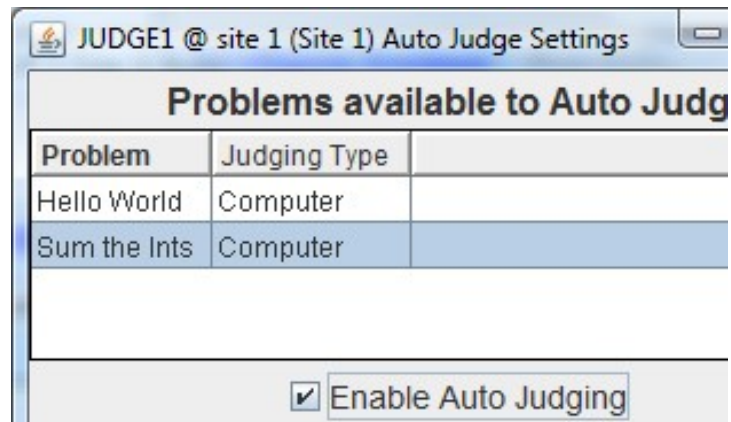 JUDGE1 @ site 1 (Site 1) Auto Judge Settings
Problems available to Auto Judg
Problem Judging Type
Hello World Computer
Sum the Ints Computer
Enable Auto Judging